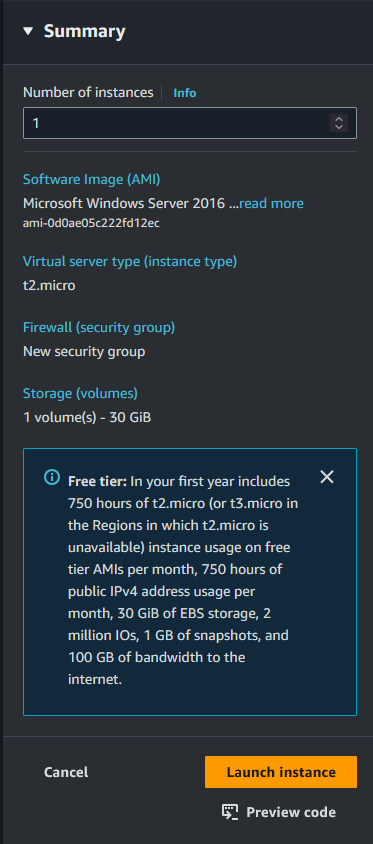 Summary
Number of instances Info
1
Software Image (AMI)
Microsoft Windows Server 2016 ...read more
ami-0d0ae05c222fd12ec
Virtual server type (instance type)
t2.micro
Firewall (security group)
New security group
Storage (volumes)
1 volume(s) - 30 GiB
Free tier: In your first year includes
750 hours of t2.micro (or t3.micro in
the Regions in which t2.micro is
unavailable) instance usage on free
tier AMIs per month, 750 hours of
public IPv4 address usage per
month, 30 GiB of EBS storage, 2
million IOs, 1 GB of snapshots, and
100 GB of bandwidth to the
internet.
Cancel
Launch instance
Preview code